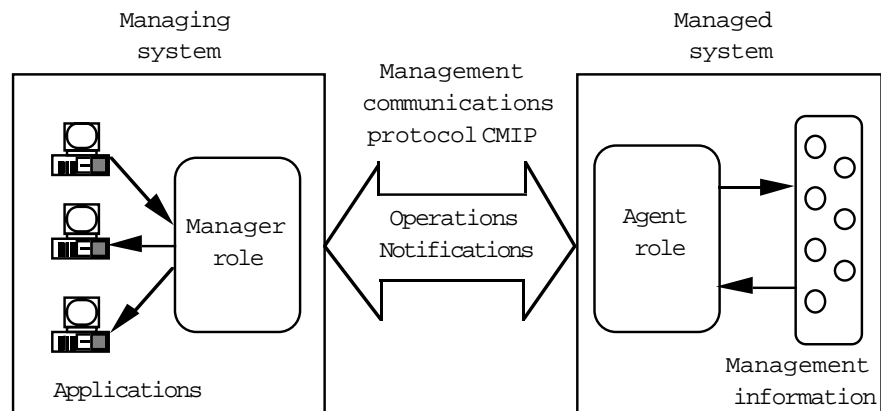 Managing
system
Managed
system
Management
communications
protocol CMIP
Manager
role
Operations
Notifications
Agent
role
Applications
Management
information